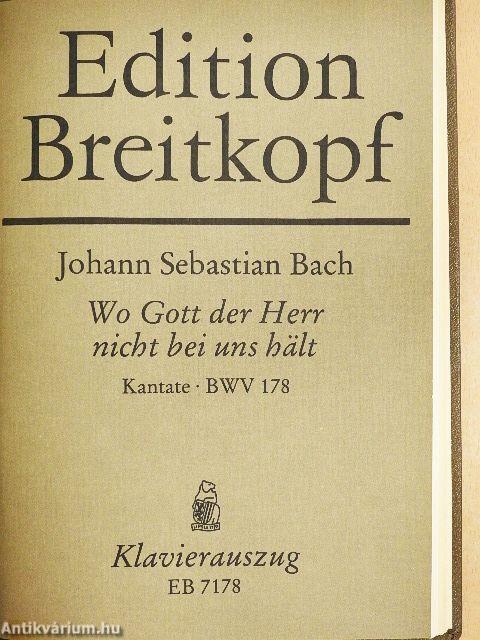 Edition
Breitkopf
Johann Sebastian Bach
Wo Gott der Herr
nicht bei uns hält
Kantate · BWV 178
Klavierauszug
EB 7178
Antikvárium.hu